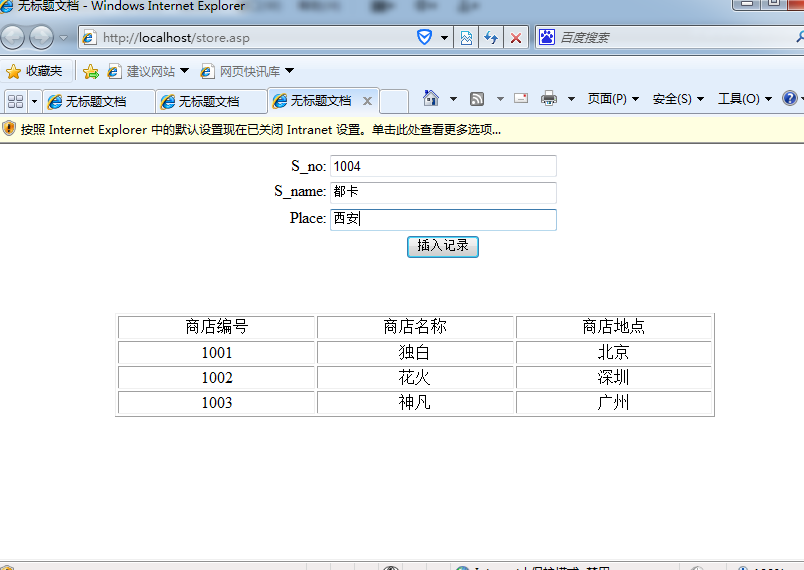 无标题文档 - Windows Internet Explorer
http://localhost/store.asp
百度搜索
收藏夹 建议网站 网页快讯库
无标题文档 无标题文档 无标题文档 × 页面(P) 安全(S) 工具(O)
按照 Internet Explorer 中的默认设置现在已关闭 Intranet 设置。单击此处查看更多选项...
S_no: 1004
S_name: 都卡
Place: 西安
插入记录
商店编号 商店名称 商店地点
1001 独白 北京
1002 花火 深圳
1003 神凡 广州